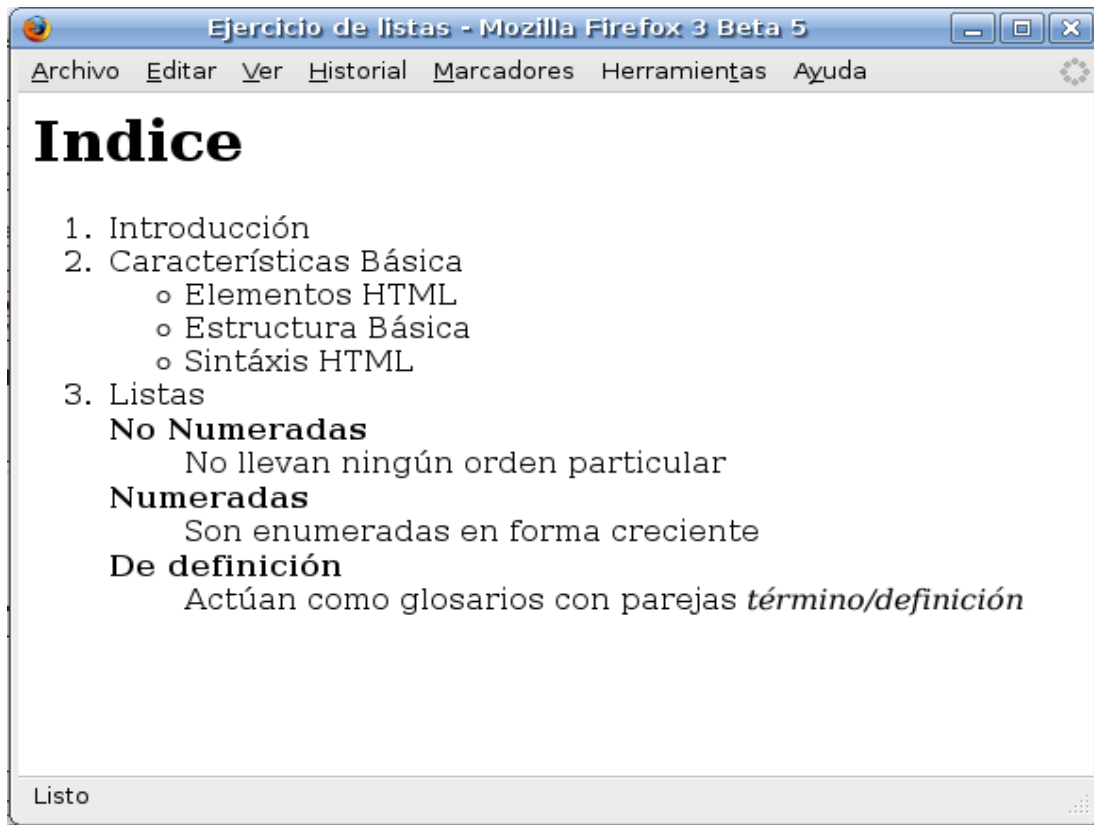 Ejercicio de listas - Mozilla Firefox 3 Beta 5
Archivo Editar Ver Historial Marcadores Herramientas Ayuda
Indice
1. Introducción
2. Características Básica
Elementos HTML
Estructura Básica
Sintáxis HTML
3. Listas
No Numeradas
No llevan ningún orden particular
Numeradas
Son enumeradas en forma creciente
De definición
Actúan como glosarios con parejas término/definición
Listo